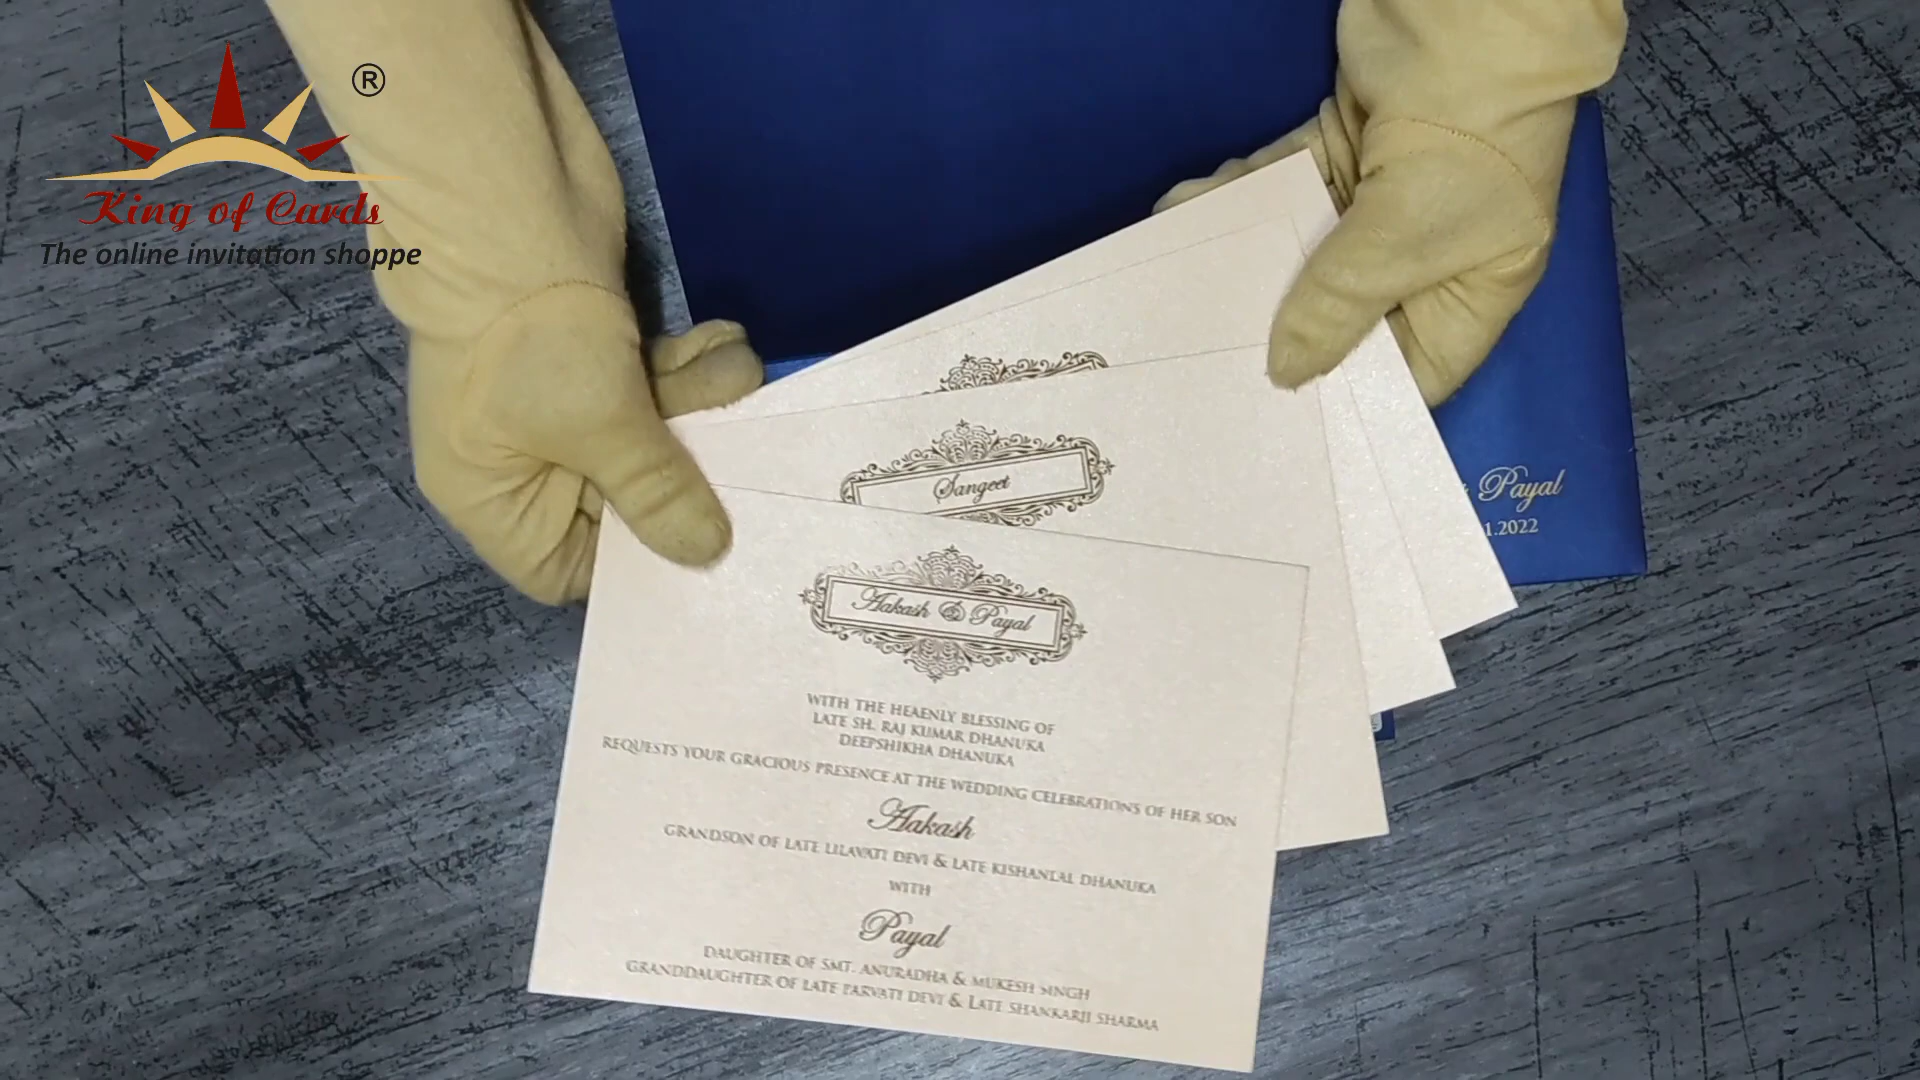 ®
King of Cards
The online invitation shoppe
Payal
1.2022
Sangeet
Aakash & Payal
WITH THE HEAENLY BLESSING OF
LATE SH. RAJ KUMAR DHANUKA
DEEPSHIKHA DHANUKA
REQUESTS YOUR GRACIOUS PRESENCE AT THE WEDDING CELEBRATIONS OF HER SON
Aakash
GRANDSON OF LATE LILAVATI DEVI & LATE KISHANLAL DHANUKA
WITH
Payal
DAUGHTER OF SMT. ANURADHA & MUKESH SINGH
GRANDDAUGHTER OF LATE PARVATI DEVI & LATE SHANKARJI SHARMA